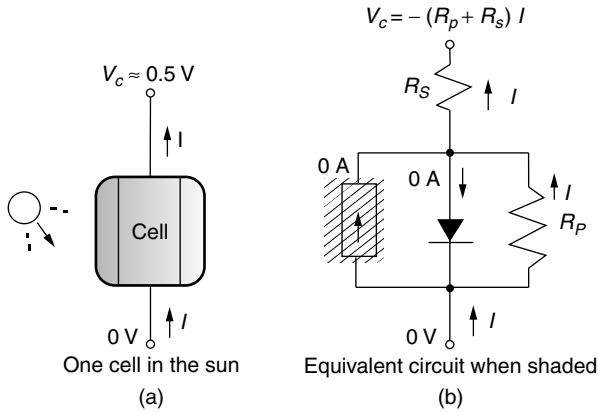 V_c ≈ 0.5 V
I
Cell
I
0 V
One cell in the sun
(a)
V_c = – (R_p + R_s) I
R_S
I
0 A
0 A
I
R_P
0 V
I
Equivalent circuit when shaded
(b)